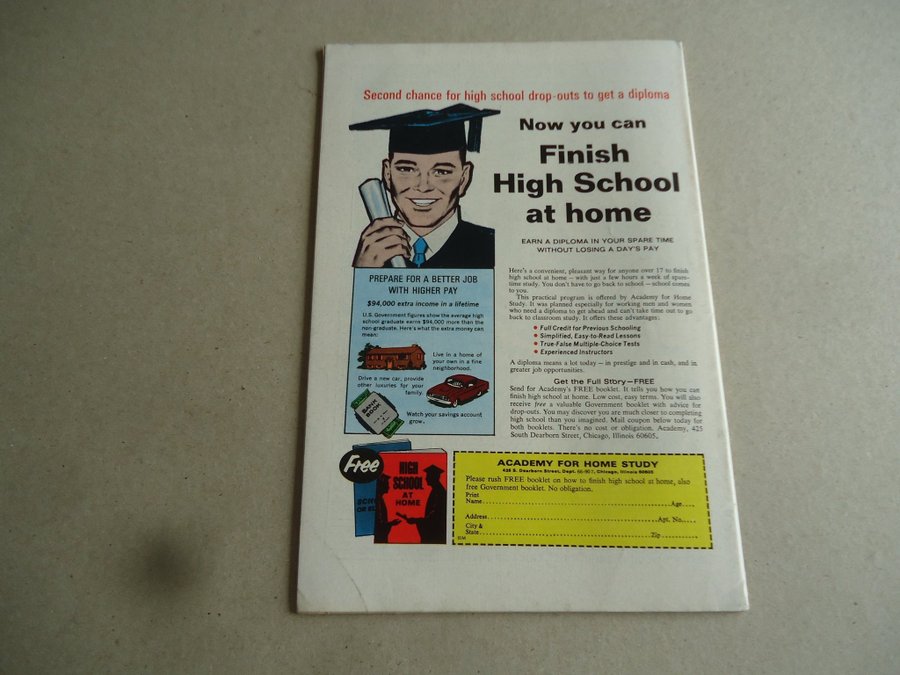 Second chance for high school drop-outs to get a diploma
Now you can
Finish
High School
at home
EARN A DIPLOMA IN YOUR SPARE TIME
WITHOUT LOSING A DAY'S PAY
PREPARE FOR A BETTER JOB
WITH HIGHER PAY
$94,000 extra income in a lifetime
U.S. Government figures show the average high
school graduate earns $94,000 more than the
non-graduate. Here's what the extra money can
mean:
Live in a home of
your own in a fine
neighborhood.
Drive a new car, provide
other luxuries for your
family.
BANK
BOOK
Watch your savings account
grow.
Here's a convenient, pleasant way for anyone over 17 to finish
high school at home — with just a few hours a week of spare-
time study. You don't have to go back to school — school comes
to you.
This practical program is offered by Academy for Home
Study. It was planned especially for working men and women
who need a diploma to get ahead and can't take time out to go
back to classroom study. It offers these advantages:
• Full Credit for Previous Schooling
• Simplified, Easy-to-Read Lessons
• True-False Multiple-Choice Tests
• Experienced Instructors
A diploma means a lot today — in prestige and in cash, and in
greater job opportunities.
Get the Full Story—FREE
Send for Academy's FREE booklet. It tells you how you can
finish high school at home. Low cost, easy terms. You will also
receive free a valuable Government booklet with advice for
drop-outs. You may discover you are much closer to completing
high school than you imagined. Mail coupon below today for
both booklets. There's no cost or obligation. Academy, 425
South Dearborn Street, Chicago, Illinois 60605.
Free
HIGH
SCHOOL
AT
HOME
ACADEMY FOR HOME STUDY
425 S. Dearborn Street, Dept. Chicago, Illinois 60605
Please rush FREE booklet on how to finish high school at home, also
free Government booklet. No obligation.
Print
Name Age
Address Apt. No.
City &
State Zip